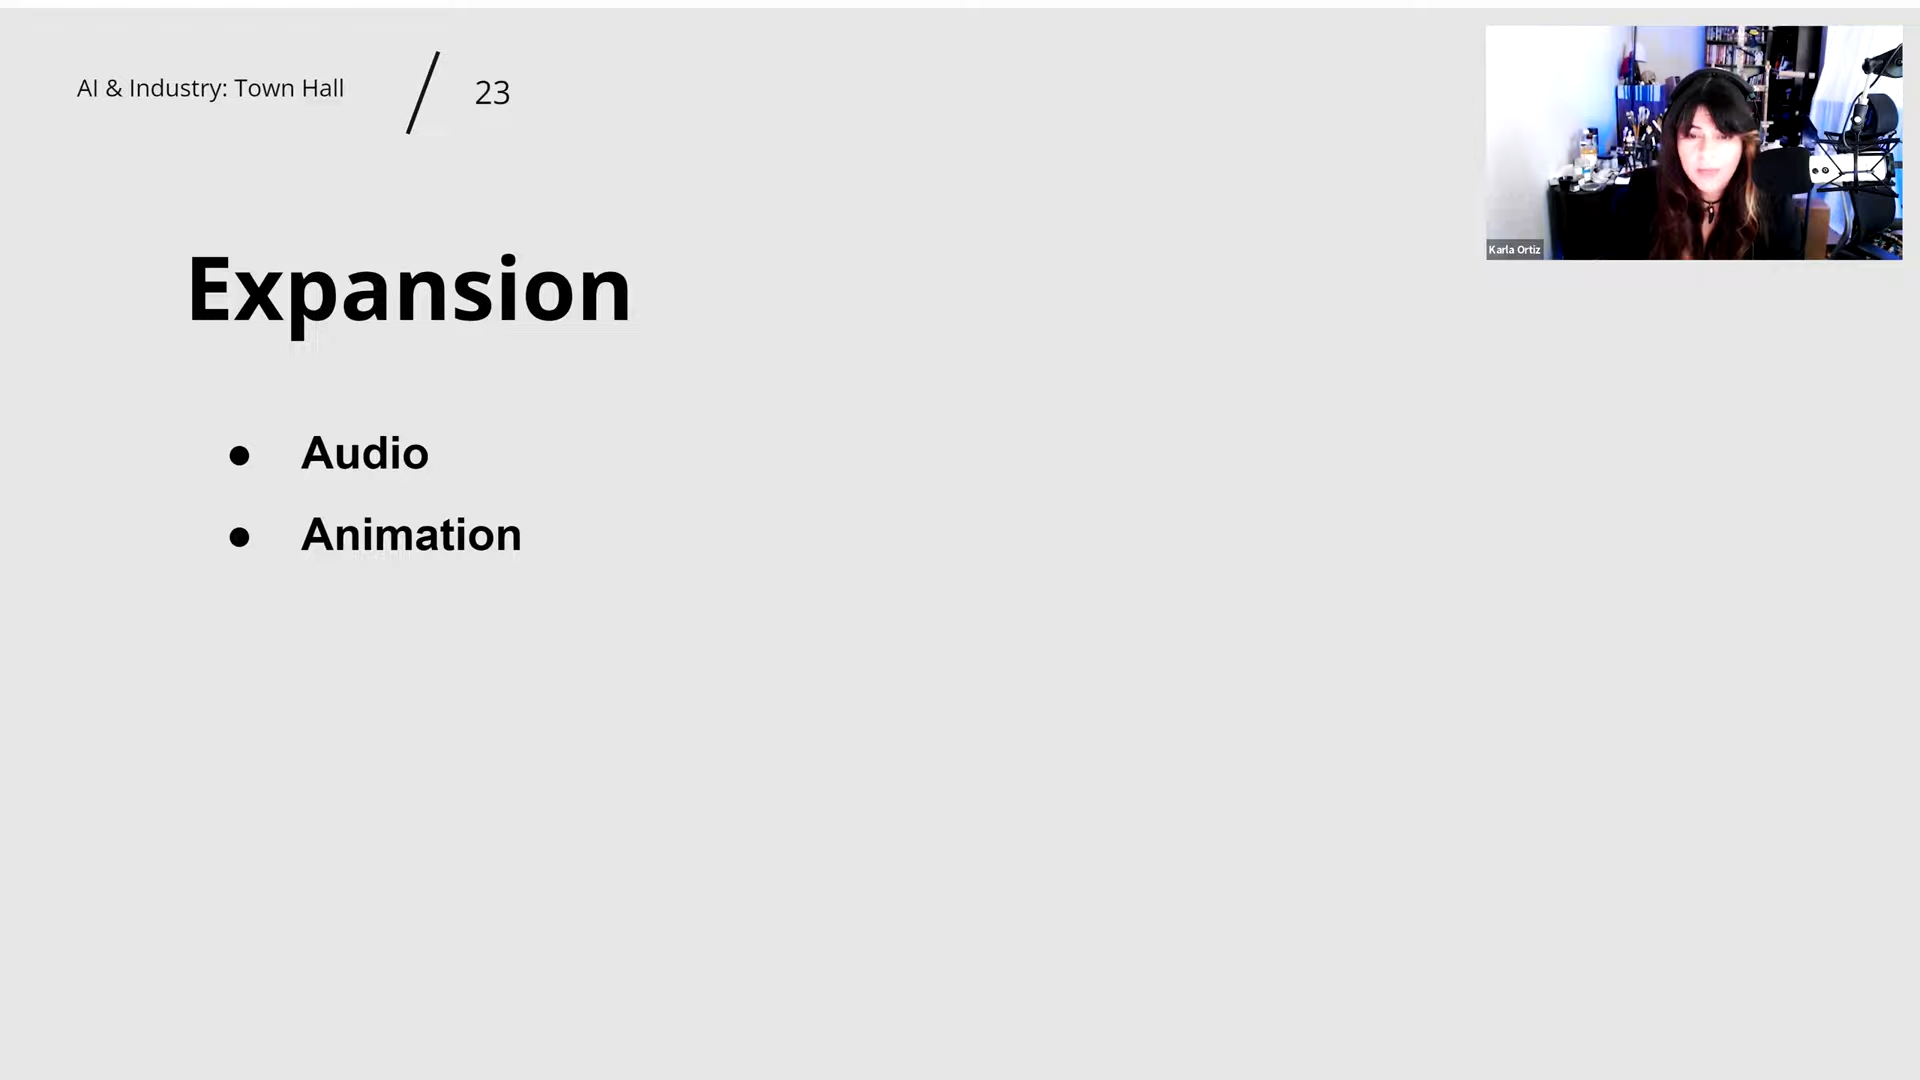 AI & Industry: Town Hall
23
Karla Ortiz
Expansion
● Audio
● Animation